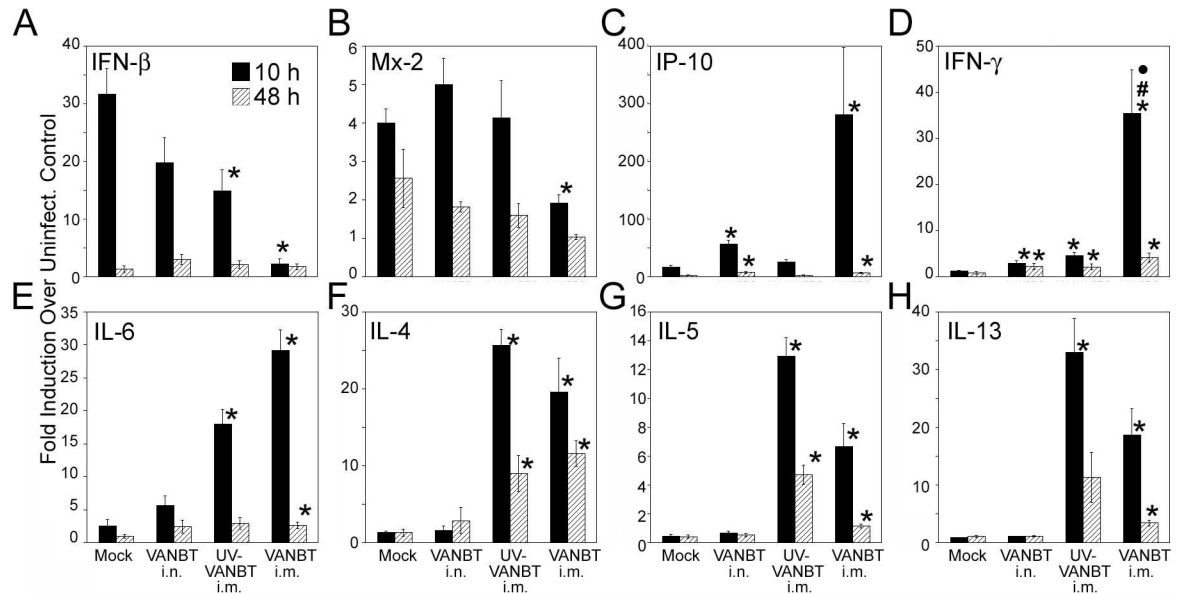 A
B
C
D
40
30
20
10
0
IFN-β
10 h
48 h
*
*
6
5
4
3
2
1
0
Mx-2
*
400
300
250
200
100
0
IP-10
*
*
*
*
50
40
30
20
10
0
IFN-γ
* *
*
*
●
#
*
*
Fold Induction Over Uninfect. Control
E
F
G
H
35
30
25
20
15
10
5
0
IL-6
*
*
*
30
20
10
0
IL-4
*
*
*
*
16
14
12
10
8
6
4
2
0
IL-5
*
*
*
*
40
30
20
10
0
IL-13
*
*
*
Mock
VANBT
i.n.
UV-
VANBT
i.m.
VANBT
i.m.
Mock
VANBT
i.n.
UV-
VANBT
i.m.
VANBT
i.m.
Mock
VANBT
i.n.
UV-
VANBT
i.m.
VANBT
i.m.
Mock
VANBT
i.n.
UV-
VANBT
i.m.
VANBT
i.m.